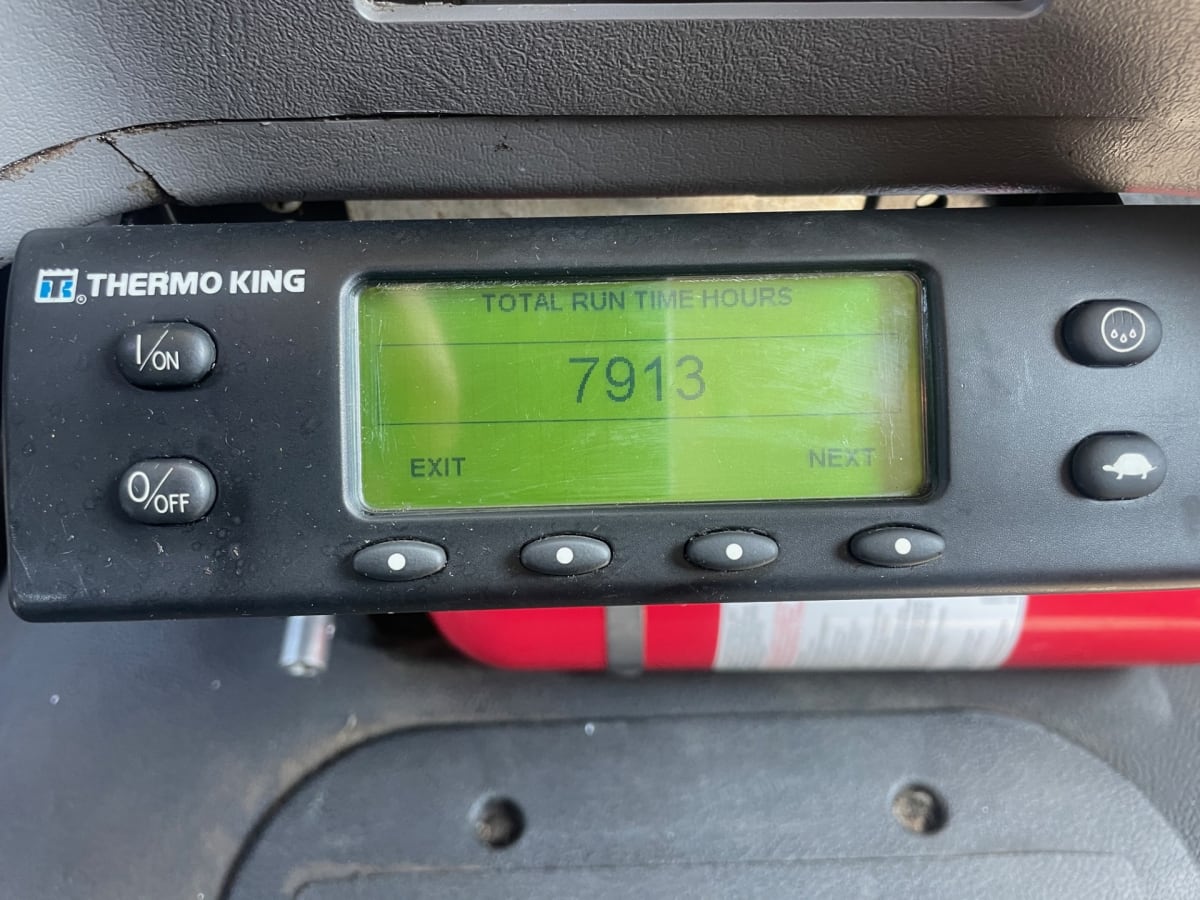 THERMO KING
I/ON
O/OFF
TOTAL RUN TIME HOURS
7913
EXIT NEXT